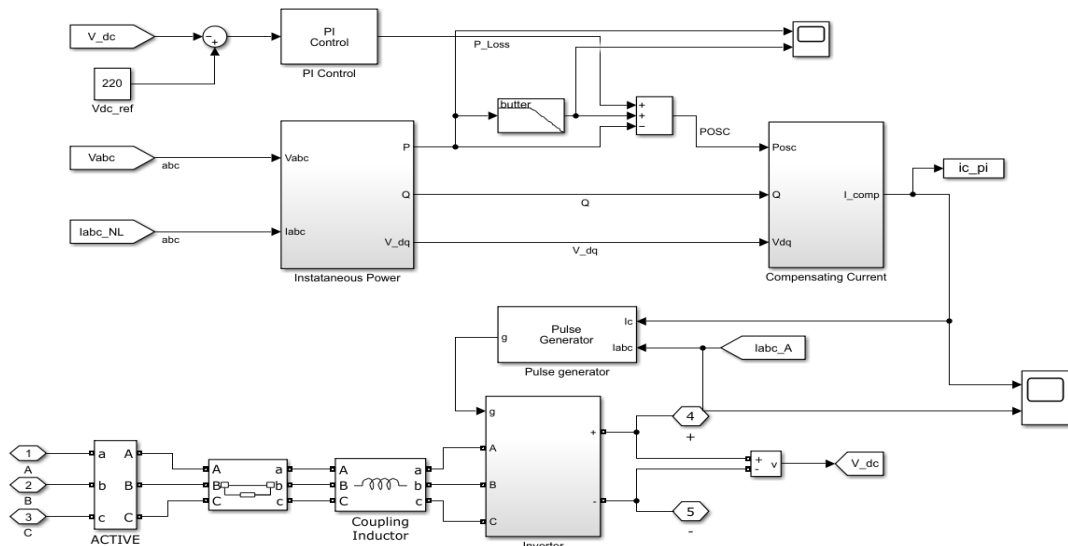 V_dc
PI
Control
PI Control
P_Loss
220
Vdc_ref
butter
+
+
−
POSC
Vabc
abc
Iabc_NL
abc
Vabc
Iabc
P
Q
V_dq
Instataneous Power
Q
V_dq
Posc
Q
Vdq
I_comp
Compensating Current
ic_pi
Pulse
Generator
g
Ic
Iabc
Pulse generator
Iabc_A
1
A
2
B
3
C
a
b
c
A
B
C
ACTIVE
A
B
C
a
b
c
A
B
C
a
b
c
Coupling
Inductor
g
A
B
C
+
-
Inverter
4
+
5
-
+
-
v
V_dc